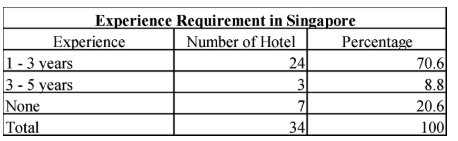 Experience Requirement in Singapore
Experience Number of Hotel Percentage
1 - 3 years 24 70.6
3 - 5 years 3 8.8
None 7 20.6
Total 34 100